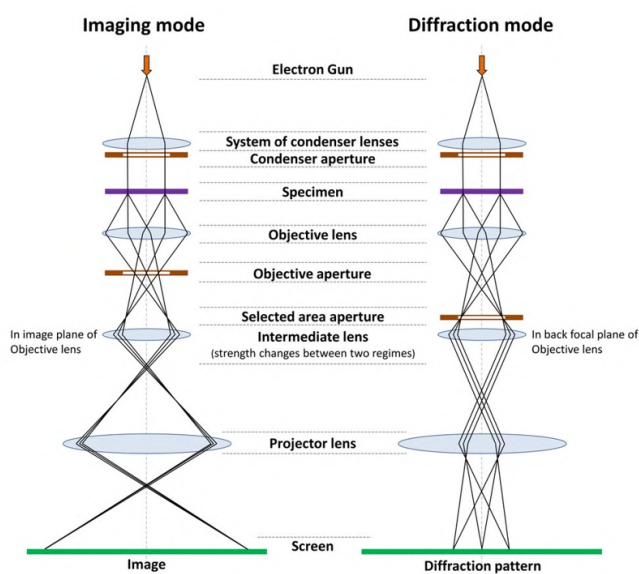 Imaging mode
Diffraction mode
Electron Gun
System of condenser lenses
Condenser aperture
Specimen
Objective lens
Objective aperture
Selected area aperture
In image plane of
Objective lens
Intermediate lens
(strength changes between two regimes)
In back focal plane of
Objective lens
Projector lens
Screen
Image
Diffraction pattern